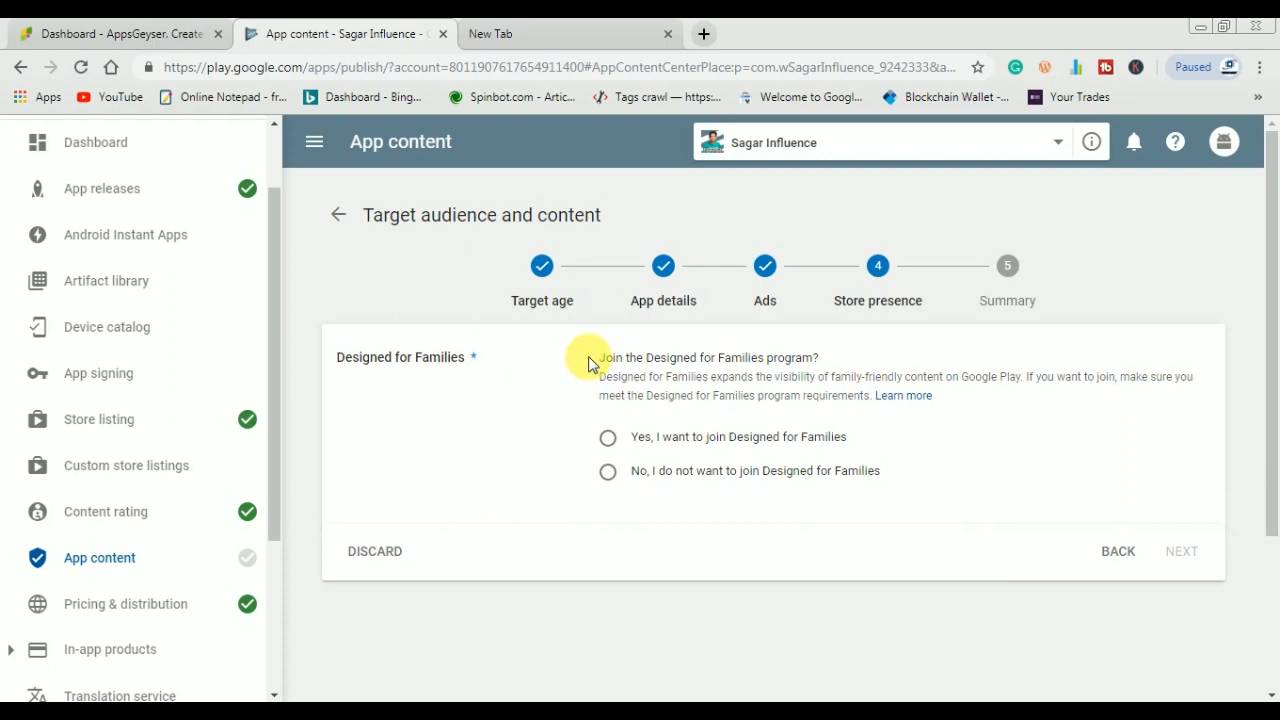 Dashboard - AppsGeyser. Create
App content - Sagar Influence -
New Tab
https://play.google.com/apps/publish/?account=8011907617654911400#AppContentCenterPlace:p=com.wSagarInfluence_9242333&a...
Paused
Apps
YouTube
Online Notepad - fr...
Dashboard - Bing...
Spinbot.com - Artic...
Tags crawl — https:...
Welcome to Googl...
Blockchain Wallet -...
Your Trades
»
Dashboard
App releases
Android Instant Apps
Artifact library
Device catalog
App signing
Store listing
Custom store listings
Content rating
App content
Pricing & distribution
In-app products
Translation service
App content
Sagar Influence
Target audience and content
4
5
Target age
App details
Ads
Store presence
Summary
Designed for Families *
Join the Designed for Families program?
Designed for Families expands the visibility of family-friendly content on Google Play. If you want to join, make sure you
meet the Designed for Families program requirements. Learn more
Yes, I want to join Designed for Families
No, I do not want to join Designed for Families
DISCARD
BACK
NEXT